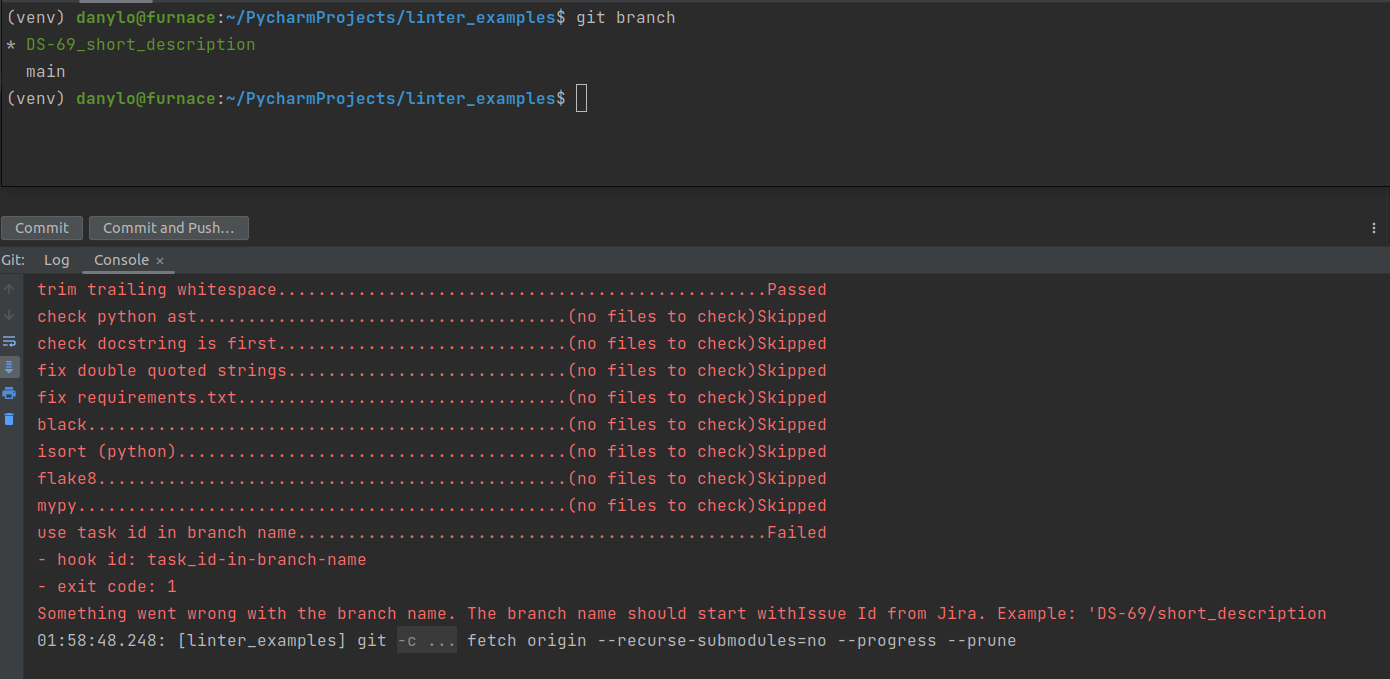 (venv) danylo@furnace:~/PycharmProjects/linter_examples$ git branch
* DS-69_short_description
  main
(venv) danylo@furnace:~/PycharmProjects/linter_examples$
Commit Commit and Push...
Git: Log Console ×
trim trailing whitespace.................................................Passed
check python ast.....................................(no files to check)Skipped
check docstring is first.............................(no files to check)Skipped
fix double quoted strings............................(no files to check)Skipped
fix requirements.txt.................................(no files to check)Skipped
black................................................(no files to check)Skipped
isort (python).......................................(no files to check)Skipped
flake8...............................................(no files to check)Skipped
mypy.................................................(no files to check)Skipped
use task id in branch name...............................................Failed
- hook id: task_id-in-branch-name
- exit code: 1
Something went wrong with the branch name. The branch name should start withIssue Id from Jira. Example: 'DS-69/short_description
01:58:48.248: [linter_examples] git -c ... fetch origin --recurse-submodules=no --progress --prune